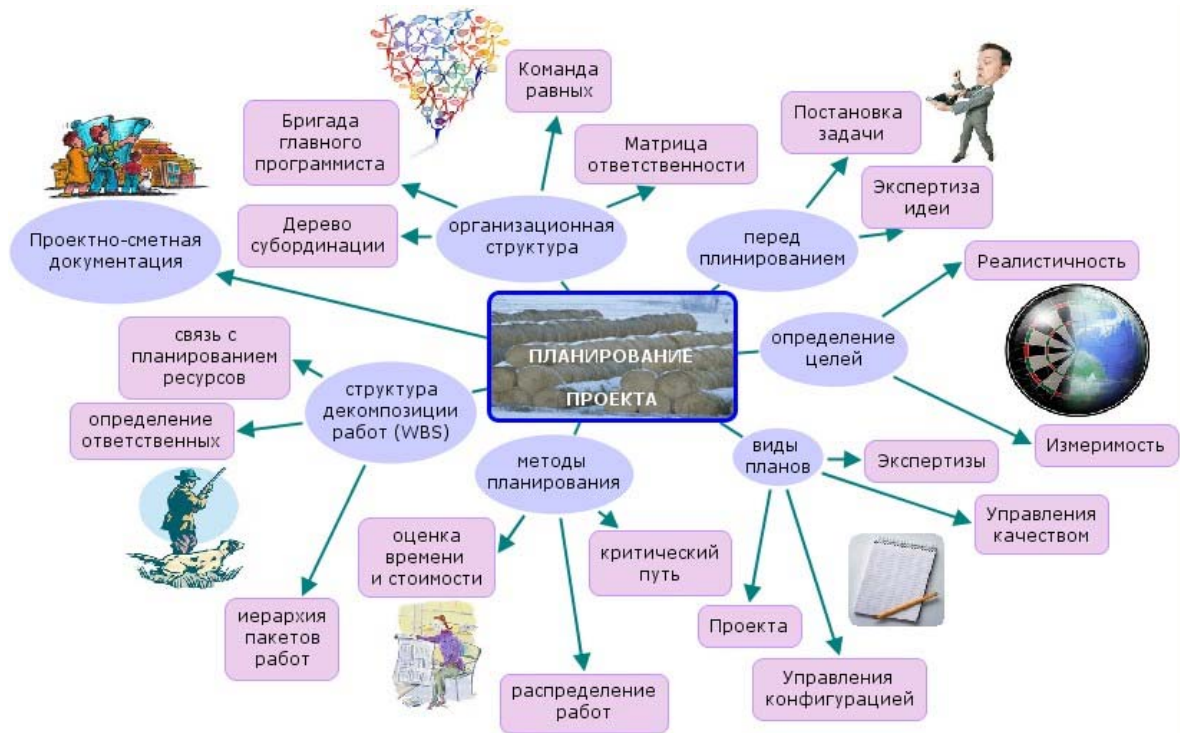 Команда
равных
Бригада
главного
программиста
Матрица
ответственности
Постановка
задачи
Экспертиза
идеи
Дерево
субординации
организационная
структура
перед
плинированием
Проектно-сметная
документация
Реалистичность
определение
целей
ПЛАНИРОВАНИЕ
ПРОЕКТА
связь с
планированием
ресурсов
структура
декомпозиции
работ (WBS)
определение
ответственных
методы
планирования
виды
планов
Экспертизы
Измеримость
Управления
качеством
оценка
времени
и стоимости
критический
путь
иерархия
пакетов
работ
Проекта
распределение
работ
Управления
конфигурацией